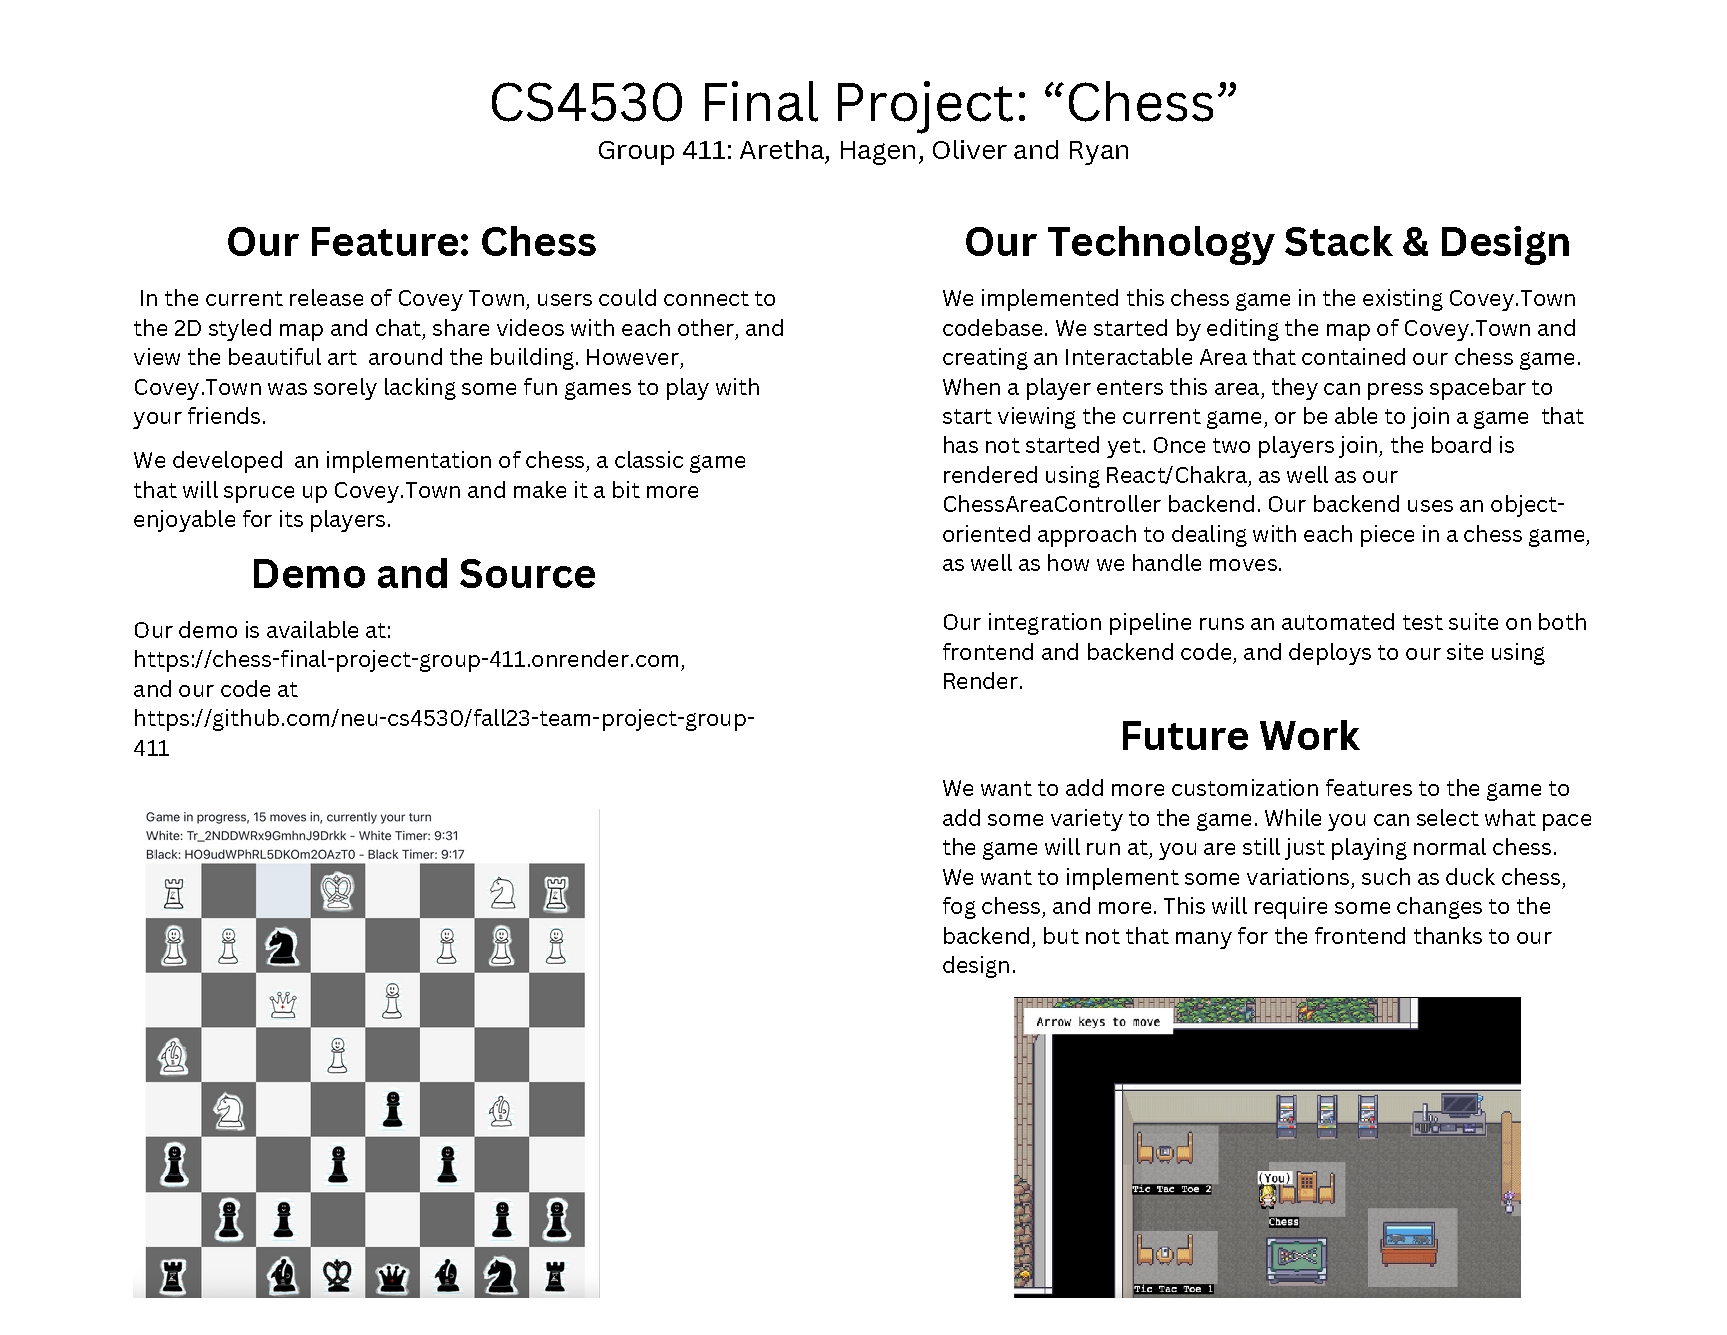 CS4530 Final Project: “Chess”
Group 411: Aretha, Hagen, Oliver and Ryan
Our Feature: Chess
In the current release of Covey Town, users could connect to
the 2D styled map and chat, share videos with each other, and
view the beautiful art  around the building. However,
Covey.Town was sorely lacking some fun games to play with
your friends.
We developed  an implementation of chess, a classic game
that will spruce up Covey.Town and make it a bit more
enjoyable for its players.
Demo and Source
Our demo is available at:
https://chess-final-project-group-411.onrender.com,
and our code at
https://github.com/neu-cs4530/fall23-team-project-group-
411
Game in progress, 15 moves in, currently your turn
White: Tr_2NDDWRx9GmhnJ9Drkk - White Timer: 9:31
Black: HO9udWPhRL5DKOm2OAzT0 - Black Timer: 9:17
Our Technology Stack & Design
We implemented this chess game in the existing Covey.Town
codebase. We started by editing the map of Covey.Town and
creating an Interactable Area that contained our chess game.
When a player enters this area, they can press spacebar to
start viewing the current game, or be able to join a game  that
has not started yet. Once two players join, the board is
rendered using React/Chakra, as well as our
ChessAreaController backend. Our backend uses an object-
oriented approach to dealing with each piece in a chess game,
as well as how we handle moves.
Our integration pipeline runs an automated test suite on both
frontend and backend code, and deploys to our site using
Render.
Future Work
We want to add more customization features to the game to
add some variety to the game. While you can select what pace
the game will run at, you are still just playing normal chess.
We want to implement some variations, such as duck chess,
fog chess, and more. This will require some changes to the
backend, but not that many for the frontend thanks to our
design.
Arrow keys to move
Tic Tac Toe 2
(You)
Chess
Tic Tac Toe 1